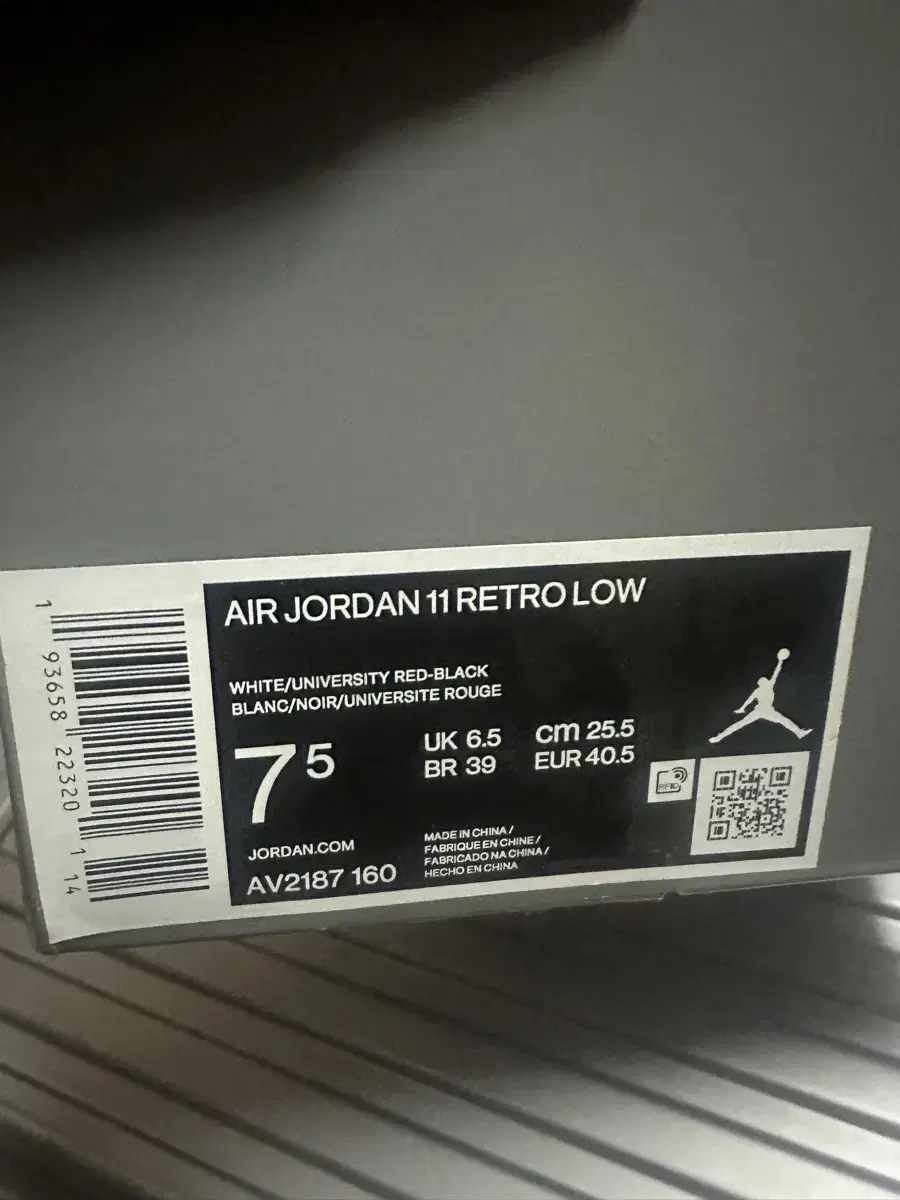 AIR JORDAN 11 RETRO LOW
WHITE/UNIVERSITY RED-BLACK
BLANC/NOIR/UNIVERSITE ROUGE
7 5
UK 6.5 cm 25.5
BR 39 EUR 40.5
RFID
JORDAN.COM
AV2187 160
MADE IN CHINA /
FABRIQUE EN CHINE /
FABRICADO NA CHINA /
HECHO EN CHINA
1 93658 22320 1 14